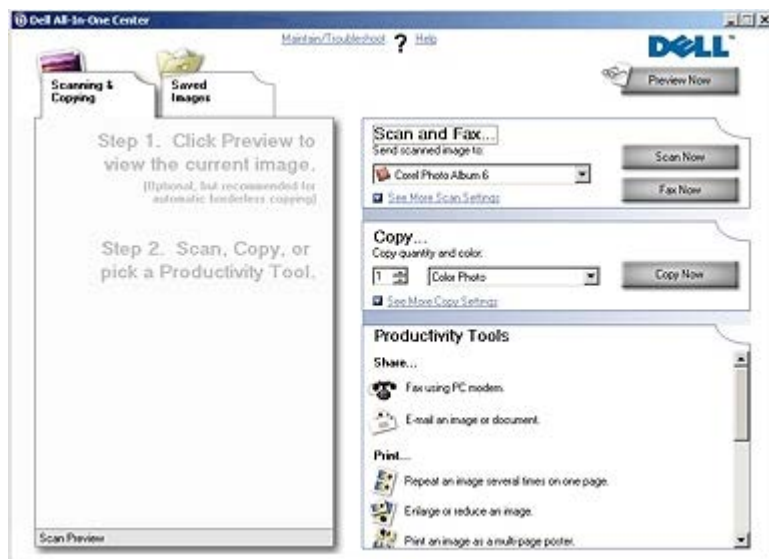 Dell All-In-One Center
Maintain/Troubleshoot ? Help
DELL™
Preview Now
Scanning &
Copying
Saved
Images
Step 1. Click Preview to
view the current image.
(Optional, but recommended for
automatic borderless copying)
Step 2. Scan, Copy, or
pick a Productivity Tool.
Scan Preview
Scan and Fax...
Send scanned image to:
Corel Photo Album 6
See More Scan Settings
Scan Now
Fax Now
Copy...
Copy quantity and color.
1 Color Photo
See More Copy Settings
Copy Now
Productivity Tools
Share...
Fax using PC modem.
E-mail an image or document.
Print...
Repeat an image several times on one page.
Enlarge or reduce an image.
Print an image as a multi-page poster.